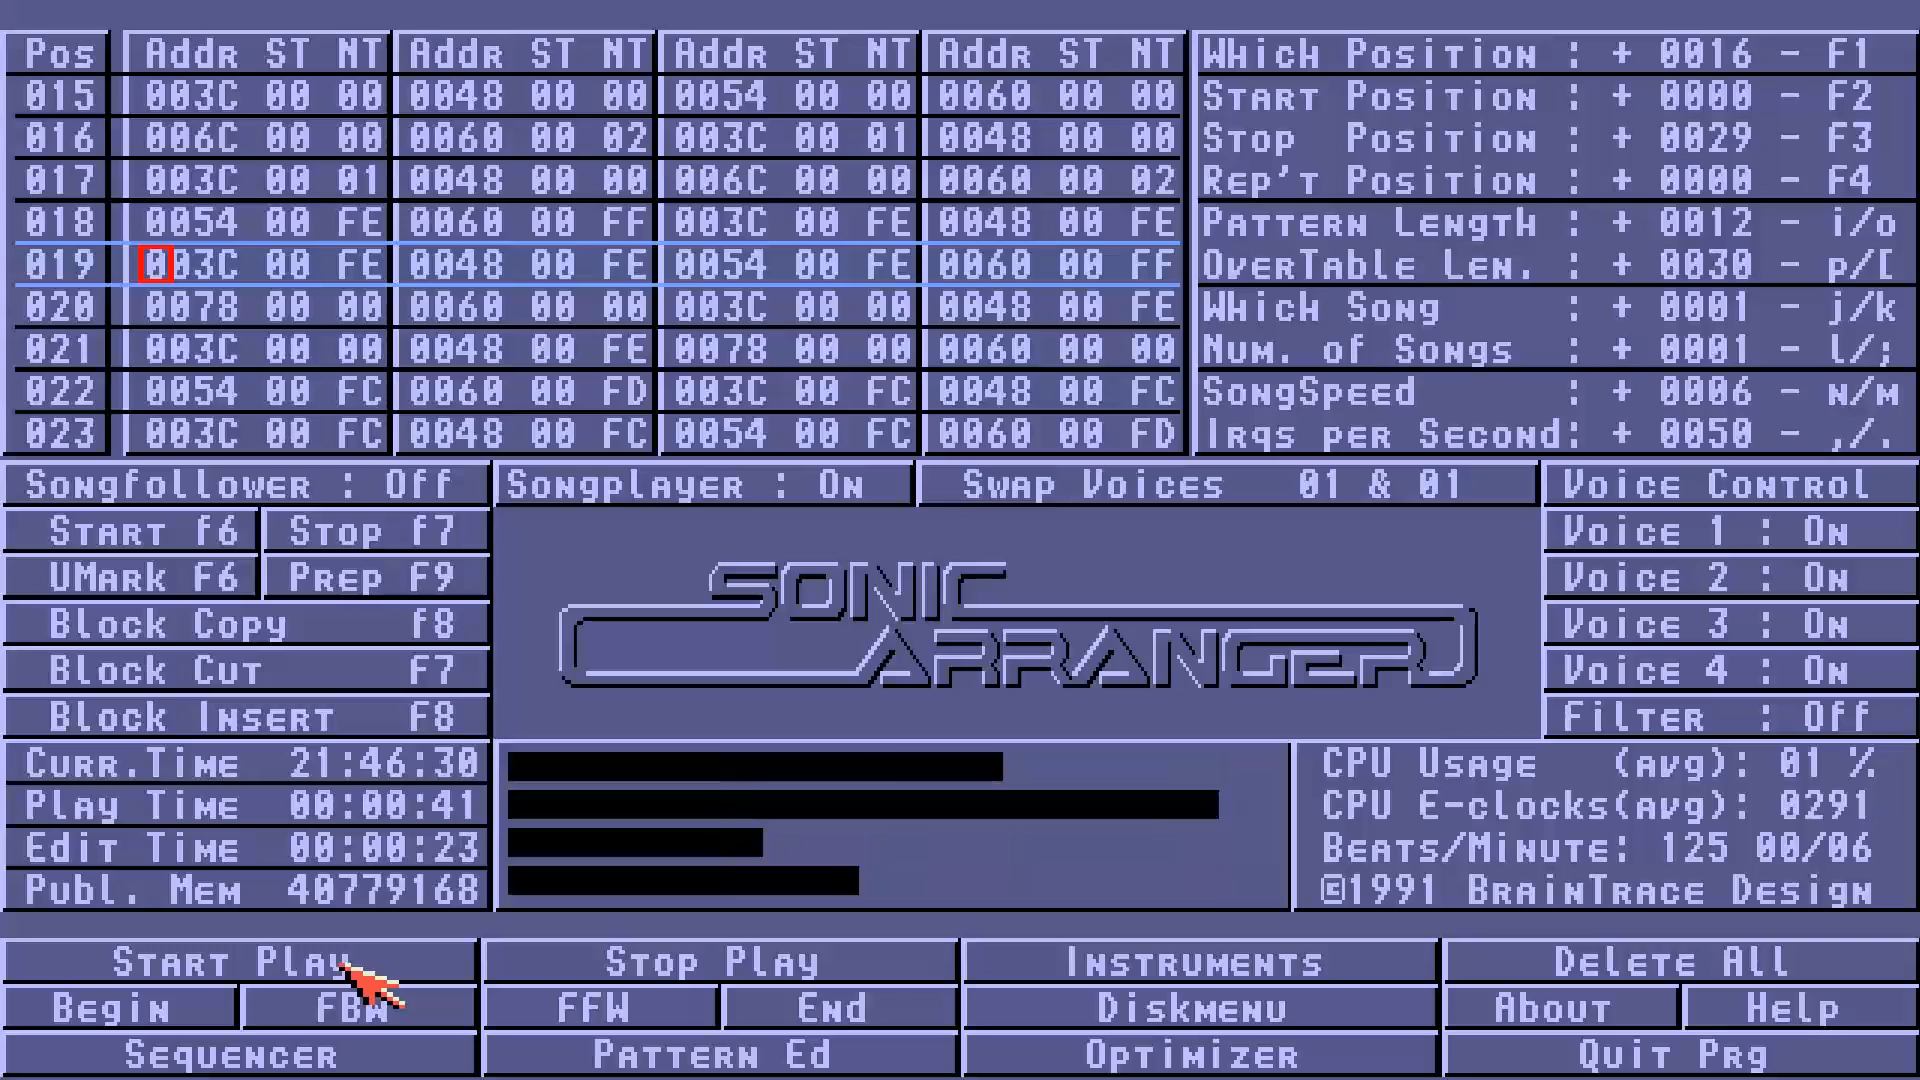 Pos Addr ST NT Addr ST NT Addr ST NT Addr ST NT Which Position : + 0016 - F1
015 003C 00 00 0048 00 00 0054 00 00 0060 00 00 Start Position : + 0000 - F2
016 006C 00 00 0060 00 02 003C 00 01 0048 00 00 Stop Position : + 0029 - F3
017 003C 00 01 0048 00 00 006C 00 00 0060 00 02 Rep't Position : + 0000 - F4
018 0054 00 FE 0060 00 FF 003C 00 FE 0048 00 FE Pattern Length : + 0012 - i/o
019 003C 00 FE 0048 00 FE 0054 00 FE 0060 00 FF OverTable Len. : + 0030 - p/[
020 0078 00 00 0060 00 00 003C 00 00 0048 00 FE Which Song : + 0001 - j/k
021 003C 00 00 0048 00 FE 0078 00 00 0060 00 00 Num. of Songs : + 0001 - l/;
022 0054 00 FC 0060 00 FD 003C 00 FC 0048 00 FC SongSpeed : + 0006 - n/m
023 003C 00 FC 0048 00 FC 0054 00 FC 0060 00 FD Irqs per Second: + 0050 - ,/.
Songfollower : Off Songplayer : On Swap Voices 01 & 01 Voice Control
Start f6 Stop f7 Voice 1 : On
UMark F6 Prep F9 Voice 2 : On
Block Copy f8 Voice 3 : On
Block Cut F7 Voice 4 : On
Block Insert F8 Filter : Off
SONIC
ARRANGER
Curr.Time 21:46:30 CPU Usage (avg): 01 %
Play Time 00:00:41 CPU E-clocks(avg): 0291
Edit Time 00:00:23 Beats/Minute: 125 00/06
Publ. Mem 40779168 ©1991 BrainTrace Design
Start Play Stop Play Instruments Delete All
Begin FBW FFW End Diskmenu About Help
Sequencer Pattern Ed Optimizer Quit Prg